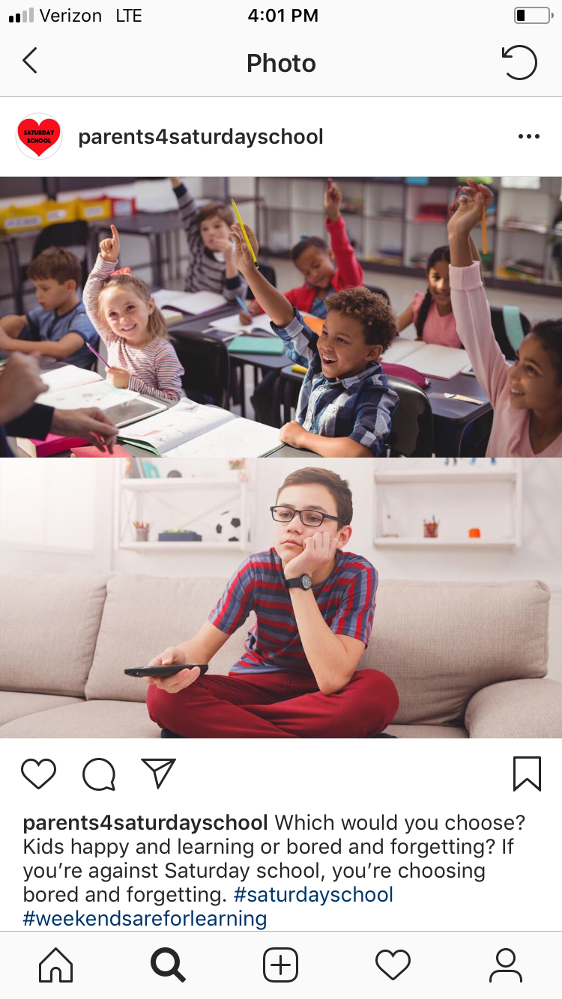 Verizon LTE 4:01 PM
Photo
SATURDAY
SCHOOL
parents4saturdayschool
parents4saturdayschool Which would you choose?
Kids happy and learning or bored and forgetting? If
you’re against Saturday school, you’re choosing
bored and forgetting. #saturdayschool
#weekendsareforlearning